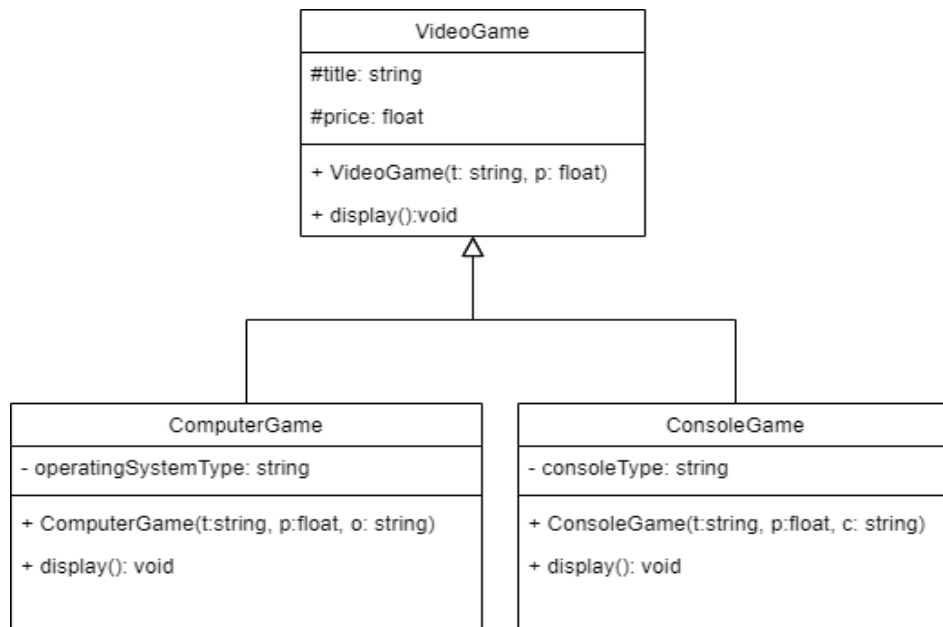 VideoGame
#title: string
#price: float
+ VideoGame(t: string, p: float)
+ display():void
ComputerGame
- operatingSystemType: string
+ ComputerGame(t:string, p:float, o: string)
+ display(): void
ConsoleGame
- consoleType: string
+ ConsoleGame(t:string, p:float, c: string)
+ display(): void